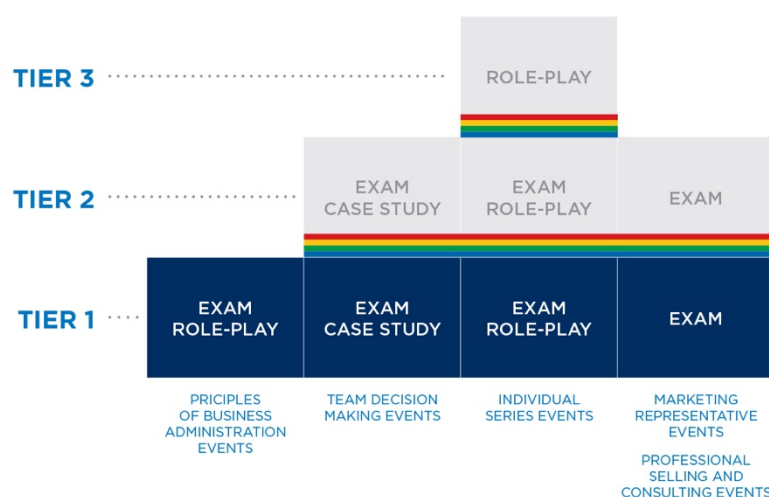 TIER 3
ROLE-PLAY
TIER 2
EXAM
CASE STUDY
EXAM
ROLE-PLAY
EXAM
TIER 1
EXAM
ROLE-PLAY
EXAM
CASE STUDY
EXAM
ROLE-PLAY
EXAM
PRICIPLES
OF BUSINESS
ADMINISTRATION
EVENTS
TEAM DECISION
MAKING EVENTS
INDIVIDUAL
SERIES EVENTS
MARKETING
REPRESENTATIVE
EVENTS
PROFESSIONAL
SELLING AND
CONSULTING EVENTS